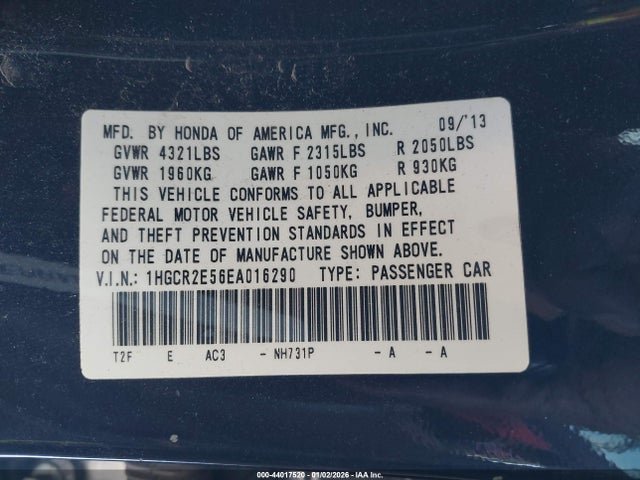 MFD. BY HONDA OF AMERICA MFG., INC. 09/'13
GVWR 4321LBS GAWR F 2315LBS R 2050LBS
GVWR 1960KG GAWR F 1050KG R 930KG
THIS VEHICLE CONFORMS TO ALL APPLICABLE
FEDERAL MOTOR VEHICLE SAFETY, BUMPER,
AND THEFT PREVENTION STANDARDS IN EFFECT
ON THE DATE OF MANUFACTURE SHOWN ABOVE.
V.I.N.: 1HGCR2E56EA016290 TYPE: PASSENGER CAR
T2F E AC3 - NH731P - A - A
000-44017520 - 01/02/2026 - IAA Inc.